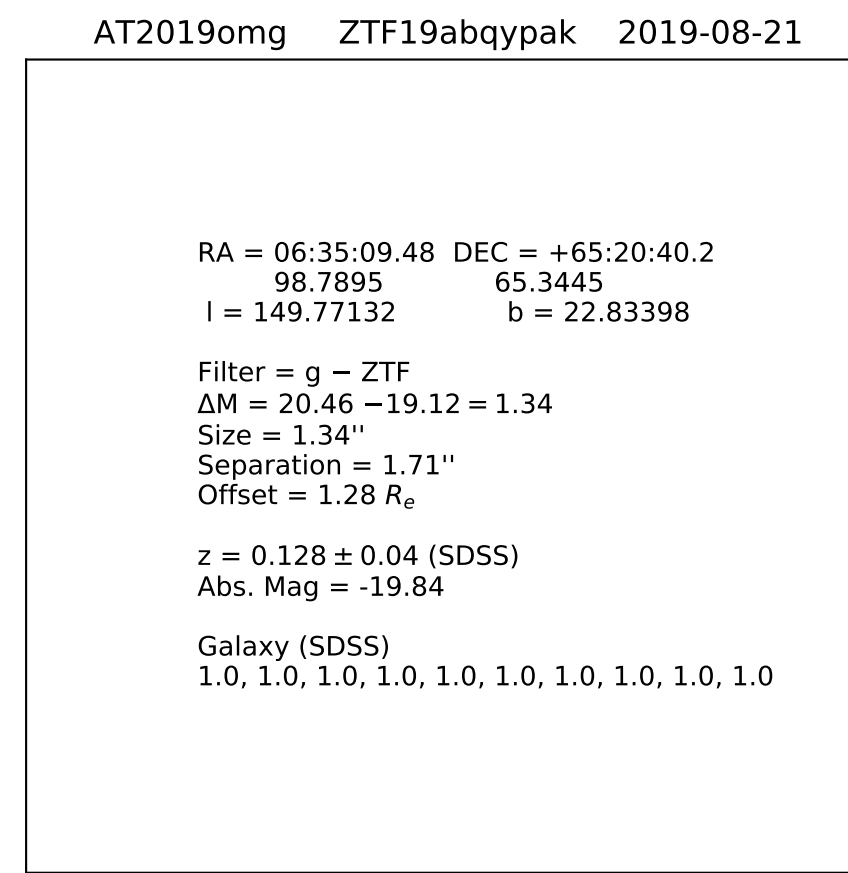 AT2019omg ZTF19abqypak 2019-08-21
RA = 06:35:09.48 DEC = +65:20:40.2
98.7895 65.3445
l = 149.77132 b = 22.83398
Filter = g − ZTF
ΔM = 20.46 −19.12 = 1.34
Size = 1.34''
Separation = 1.71''
Offset = 1.28 Rₑ
z = 0.128 ± 0.04 (SDSS)
Abs. Mag = -19.84
Galaxy (SDSS)
1.0, 1.0, 1.0, 1.0, 1.0, 1.0, 1.0, 1.0, 1.0, 1.0